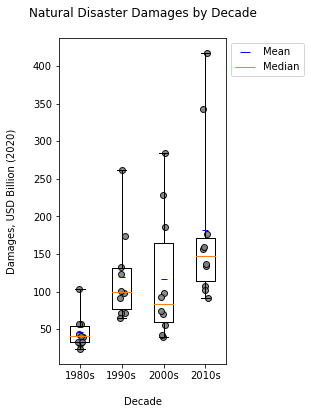 Natural Disaster Damages by Decade
Mean
Median
400
350
300
250
200
150
100
50
Damages, USD Billion (2020)
1980s 1990s 2000s 2010s
Decade